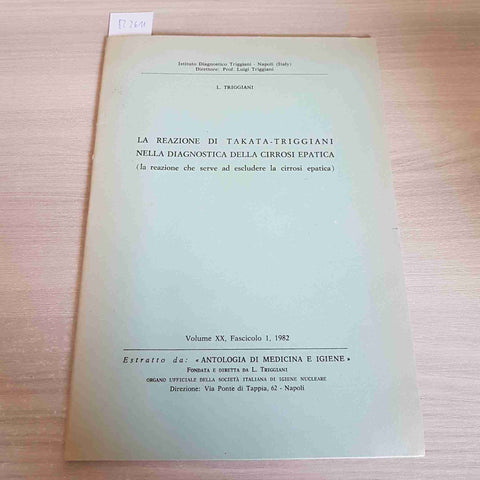 Istituto Diagnostico Triggiani - Napoli (Italy)
Direttore: Prof. Luigi Triggiani
L. TRIGGIANI
LA REAZIONE DI TAKATA-TRIGGIANI
NELLA DIAGNOSTICA DELLA CIRROSI EPATICA
(la reazione che serve ad escludere la cirrosi epatica)
Volume XX, Fascicolo 1, 1982
Estratto da: «ANTOLOGIA DI MEDICINA E IGIENE»
FONDATA E DIRETTA DA L. TRIGGIANI
ORGANO UFFICIALE DELLA SOCIETÀ ITALIANA DI IGIENE NUCLEARE
Direzione: Via Ponte di Tappia, 62 - Napoli